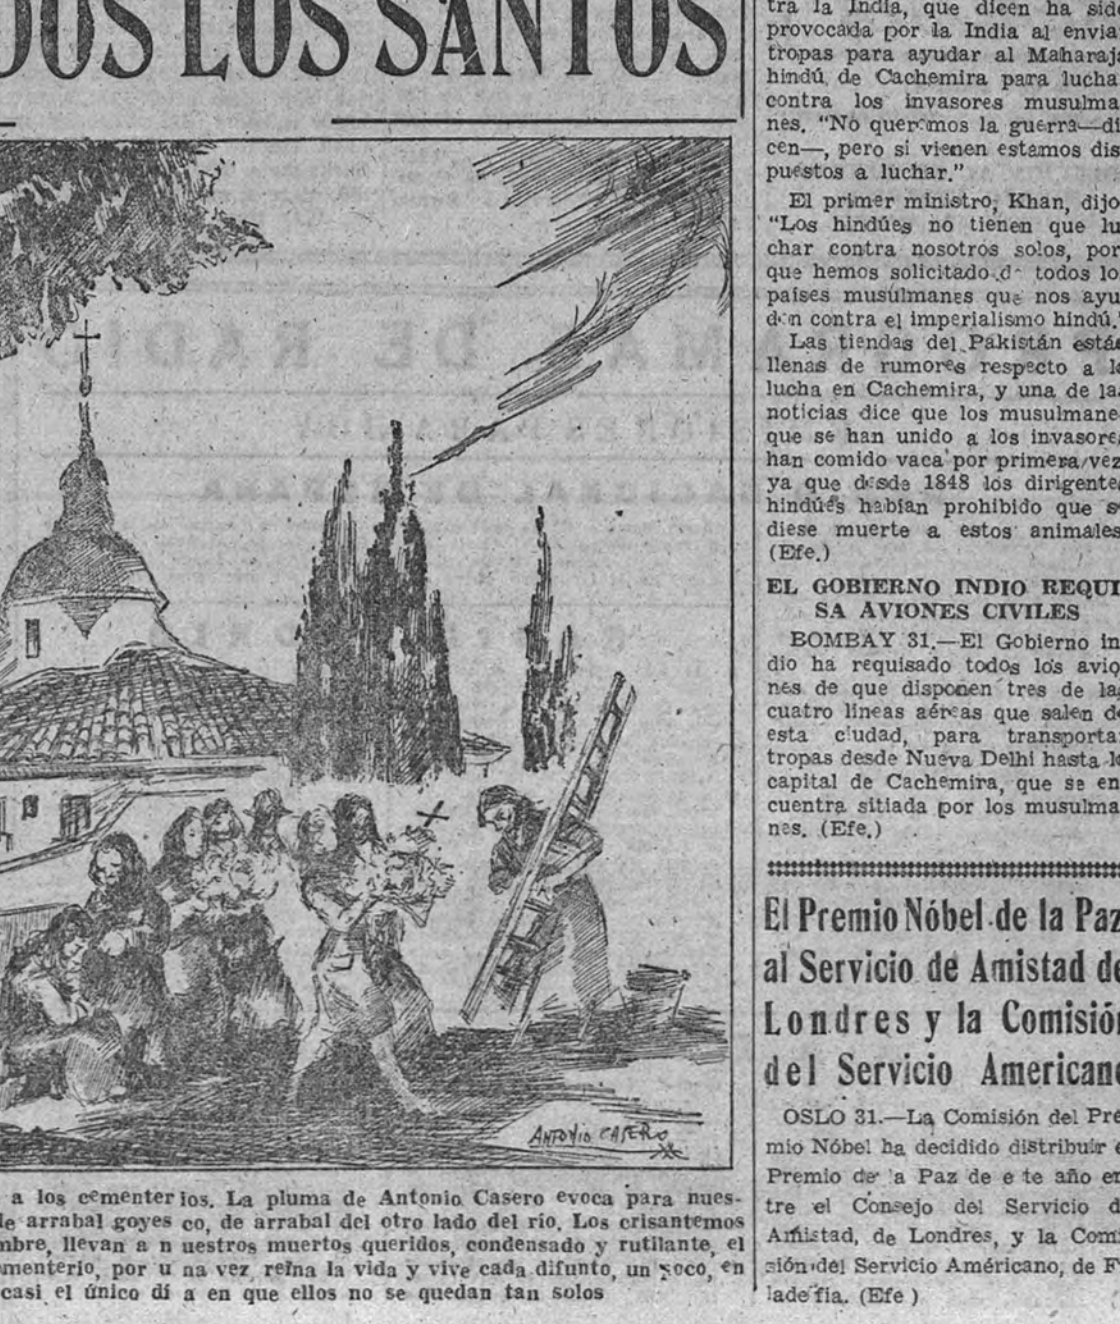 DOS LOS SANTOS
ANTONIO CASERO
a los cementerios. La pluma de Antonio Casero evoca para nues-
de arrabal goyes co, de arrabal del otro lado del río. Los crisantemos
mbre, llevan a n uestros muertos queridos, condensado y rutilante, el
menterio, por u na vez, reina la vida y vive cada difunto, un poco, en
casi el único dí a en que ellos no se quedan tan solos
tra la India, que dicen ha sid
provocada por la India al envia
tropas para ayudar al Maharaj
hindú, de Cachemira para lucha
contra los invasores musulma
nes. “No queremos la guerra—di
cen—, pero si vienen estamos dis
puestos a luchar.”
El primer ministro, Khan, dijo
“Los hindúes no tienen que lu
char contra nosotros solos, por
que hemos solicitado d todos lo
países musulmanes que nos ayu
den contra el imperialismo hindú.”
Las tiendas del Pakistán está
llenas de rumores respecto a l
lucha en Cachemira, y una de la
noticias dice que los musulmane
que se han unido a los invasore
han comido vaca por primera vez
ya que desde 1848 los dirigente
hindúes habían prohibido que s
diese muerte a estos animales
(Efe.)
EL GOBIERNO INDIO REQUI
SA AVIONES CIVILES
BOMBAY 31.—El Gobierno in
dio ha requisado todos los avio
nes de que disponen tres de la
cuatro líneas aéreas que salen d
esta ciudad, para transporta
tropas desde Nueva Delhi hasta l
capital de Cachemira, que se en
cuentra sitiada por los musulma
nes. (Efe.)
El Premio Nóbel de la Paz
al Servicio de Amistad de
Londres y la Comisión
del Servicio American
OSLO 31.—La Comisión del Pre
mio Nóbel ha decidido distribuir e
Premio de la Paz de e te año en
tre el Consejo del Servicio d
Amistad, de Londres, y la Comi
sión del Servicio Américano, de F
ladelfia. (Efe )